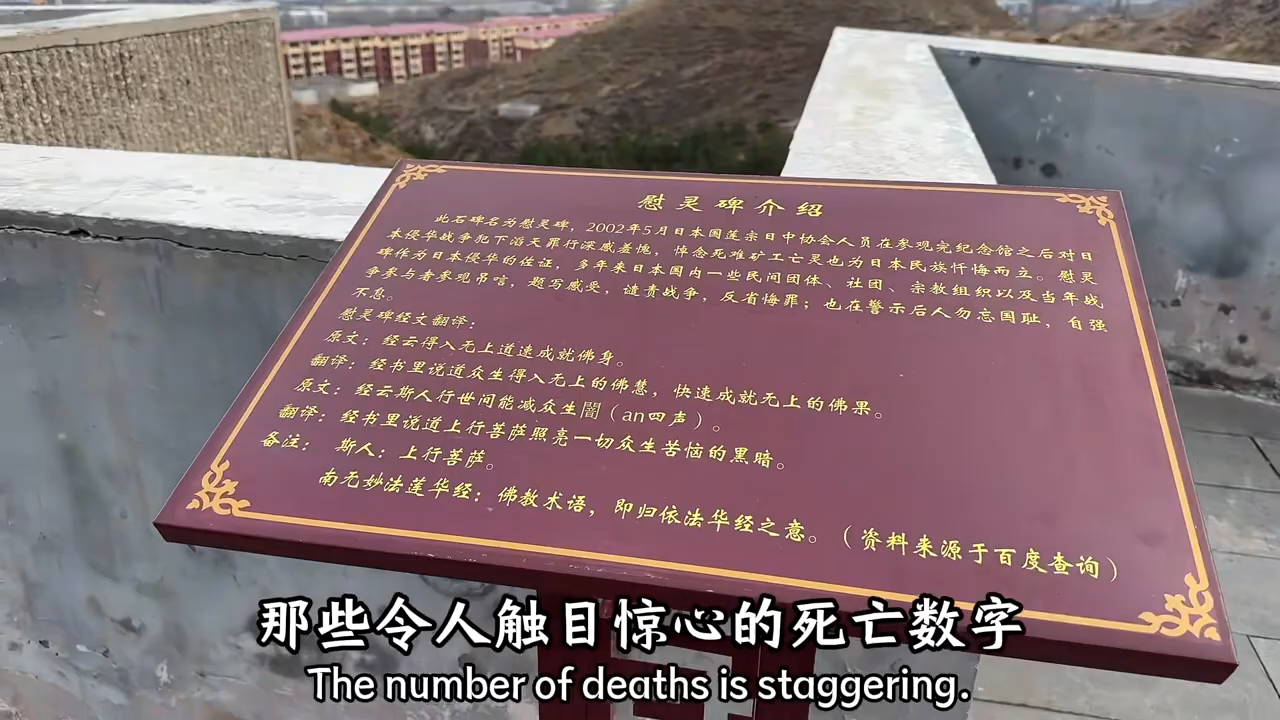 慰灵碑介绍
此石碑名为慰灵碑，2002年5月日本国莲宗日中协会人员在参观完纪念馆之后对日
本侵华战争犯下滔天罪行深感羞愧，悼念死难矿工亡灵也为日本民族忏悔而立。慰灵
碑作为日本侵华的佐证，多年来日本国内一些民间团体、社团、宗教组织以及当年战
争参与者参观吊唁，题写感受，谴责战争，反省悔罪；也在警示后人勿忘国耻，自强
不息。
慰灵碑经文翻译：
原文：经云得入无上道速成就佛身。
翻译：经书里说道众生得入无上的佛慧，快速成就无上的佛果。
原文：经云斯人行世间能减众生闇（an四声）。
翻译：经书里说道上行菩萨照亮一切众生苦恼的黑暗。
备注： 斯人：上行菩萨。
南无妙法莲华经：佛教术语，即归依法华经之意。（资料来源于百度查询）
那些令人触目惊心的死亡数字
The number of deaths is staggering.